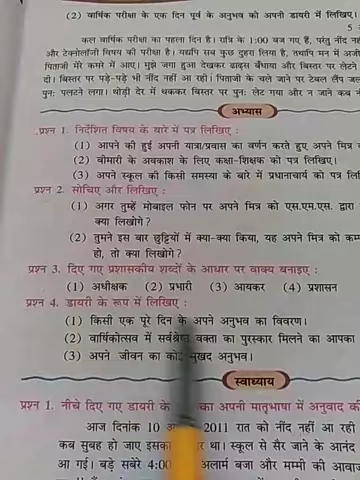 (2) वार्षिक परीक्षा के एक दिन पूर्व के अनुभव को अपनी डायरी में लिखिए।
5
कल वार्षिक परीक्षा का पहला दिन है। रात्रि के 1:00 बज गए हैं, परंतु नींद नह
और टेक्नोलॉजी विषय की परीक्षा है। यद्यपि सब कुछ दुहरा लिया है, तथापि मन में अजी
पिताजी मेरे कमरे में आए। मुझे जगा हुआ देखकर ढाढ़स बँधाया और बिस्तर पर लेटने
दी। बिस्तर पर पड़े-पड़े भी नींद नहीं आ रही। पिताजी के चले जाने पर टेबल लैंप जल
पुन: पलटने लगा। थोड़ी देर में थककर बिस्तर पर पुन: लेट गया और न जाने कब नी
अभ्यास
प्रश्न 1. निर्देशित विषय के बारे में पत्र लिखिए :
(1) आपने की हुई अपनी यात्रा/प्रवास का वर्णन करते हुए अपने मित्र क
(2) बीमारी के अवकाश के लिए कक्षा-शिक्षक को पत्र लिखिए।
(3) अपने स्कूल की किसी समस्या के बारे में प्रधानाचार्य को पत्र लि
प्रश्न 2. सोचिए और लिखिए :
(1) अगर तुम्हें मोबाइल फोन पर अपने मित्र को एस.एम.एस. द्वारा
क्या लिखोगे ?
(2) तुमने इस बार छुट्टियों में क्या-क्या किया, यह अपने मित्र को कम
हो, तो क्या लिखोगे ?
प्रश्न 3. दिए गए प्रशासकीय शब्दों के आधार पर वाक्य बनाइए :
(1) अधीक्षक (2) प्रभारी (3) आयकर (4) प्रशासन
प्रश्न 4. डायरी के रूप में लिखिए :
(1) किसी एक पूरे दिन के अपने अनुभव का विवरण।
(2) वार्षिकोत्सव में सर्वश्रेष्ठ वक्ता का पुरस्कार मिलने का आपका
(3) अपने जीवन का कोई सुखद अनुभव।
स्वाध्याय
प्रश्न 1. नीचे दिए गए डायरी के का अपनी मातृभाषा में अनुवाद की
आज दिनांक 10 2011 रात को नींद नहीं आ रही
कब सुबह हो जाए इसका था। स्कूल से सैर जाने के आनंद
आ गई। बड़े सबेरे 4:00 अलार्म बजा और मम्मी की आवाज